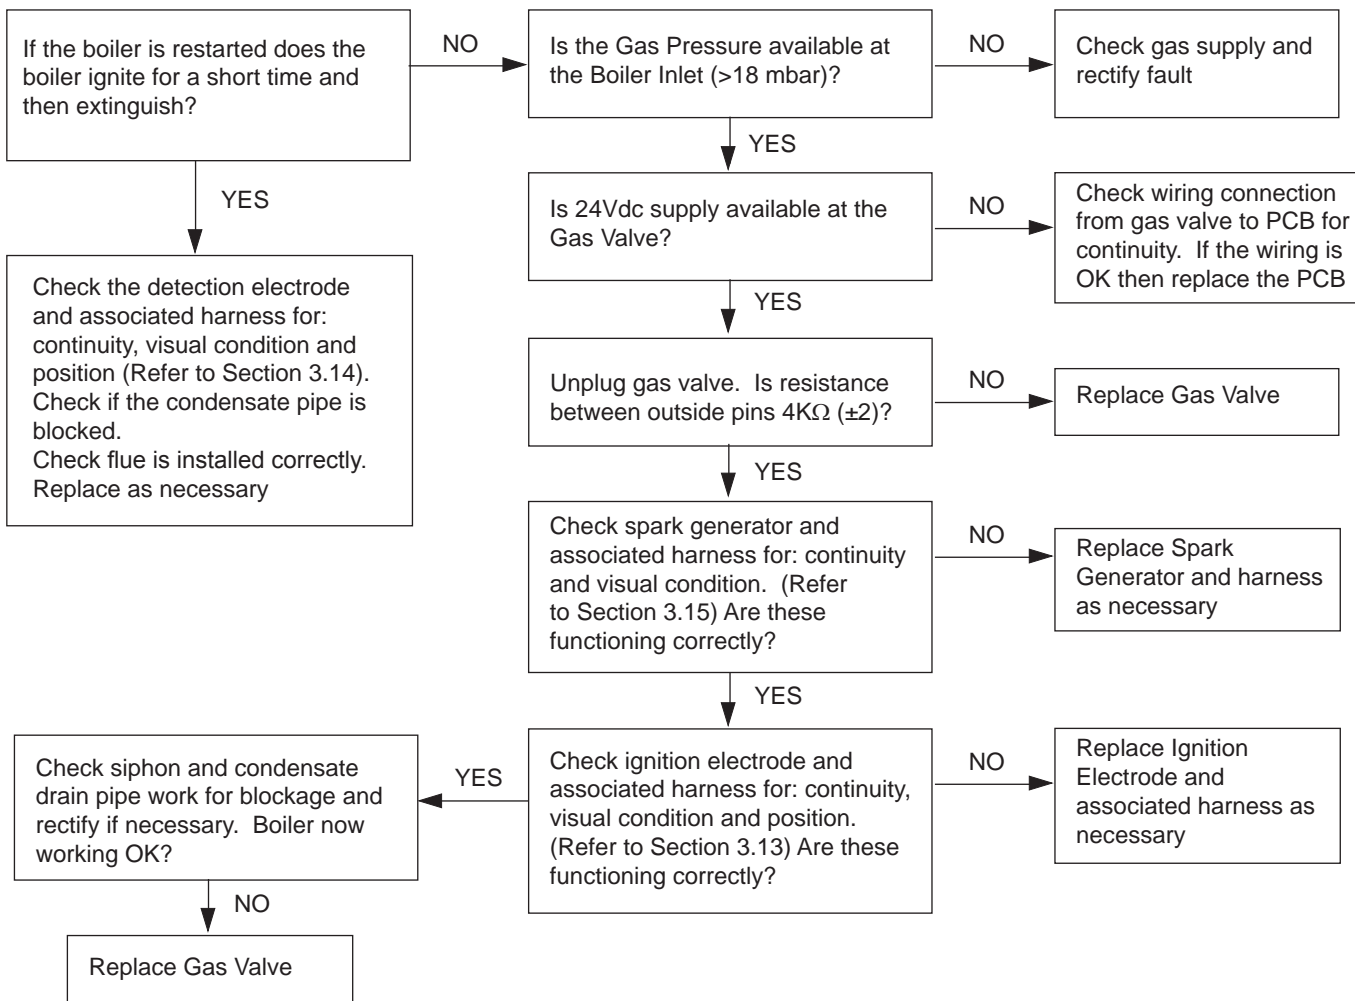 If the boiler is restarted does the
boiler ignite for a short time and
then extinguish?
NO
Is the Gas Pressure available at
the Boiler Inlet (>18 mbar)?
NO
Check gas supply and
rectify fault
YES
YES
Is 24Vdc supply available at the
Gas Valve?
NO
Check wiring connection
from gas valve to PCB for
continuity.  If the wiring is
OK then replace the PCB
Check the detection electrode
and associated harness for:
continuity, visual condition and
position (Refer to Section 3.14).
Check if the condensate pipe is
blocked.
Check flue is installed correctly.
Replace as necessary
YES
Unplug gas valve.  Is resistance
between outside pins 4KΩ (±2)?
NO
Replace Gas Valve
YES
Check spark generator and
associated harness for: continuity
and visual condition.  (Refer
to Section 3.15) Are these
functioning correctly?
NO
Replace Spark
Generator and harness
as necessary
YES
Check ignition electrode and
associated harness for: continuity,
visual condition and position.
(Refer to Section 3.13) Are these
functioning correctly?
NO
Replace Ignition
Electrode and
associated harness as
necessary
YES
Check siphon and condensate
drain pipe work for blockage and
rectify if necessary.  Boiler now
working OK?
NO
Replace Gas Valve